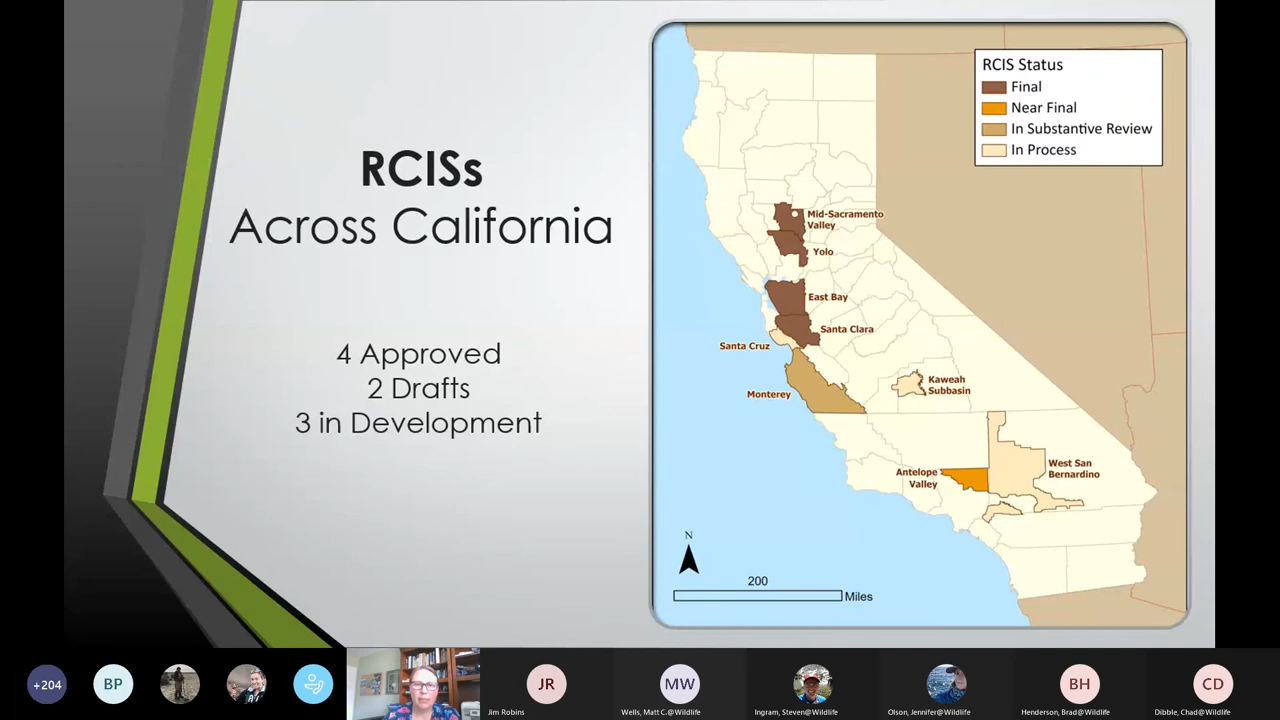 RCISs
Across California
4 Approved
2 Drafts
3 in Development
RCIS Status
Final
Near Final
In Substantive Review
In Process
Mid-Sacramento
Valley
Yolo
East Bay
Santa Clara
Santa Cruz
Monterey
Kaweah
Subbasin
Antelope
Valley
West San
Bernardino
N
200
Miles
+204
BP
JR
MW
BH
CD
Jim Robins
Wells, Matt C.@Wildlife
Ingram, Steven@Wildlife
Olson, Jennifer@Wildlife
Henderson, Brad@Wildlife
Dibble, Chad@Wildlife